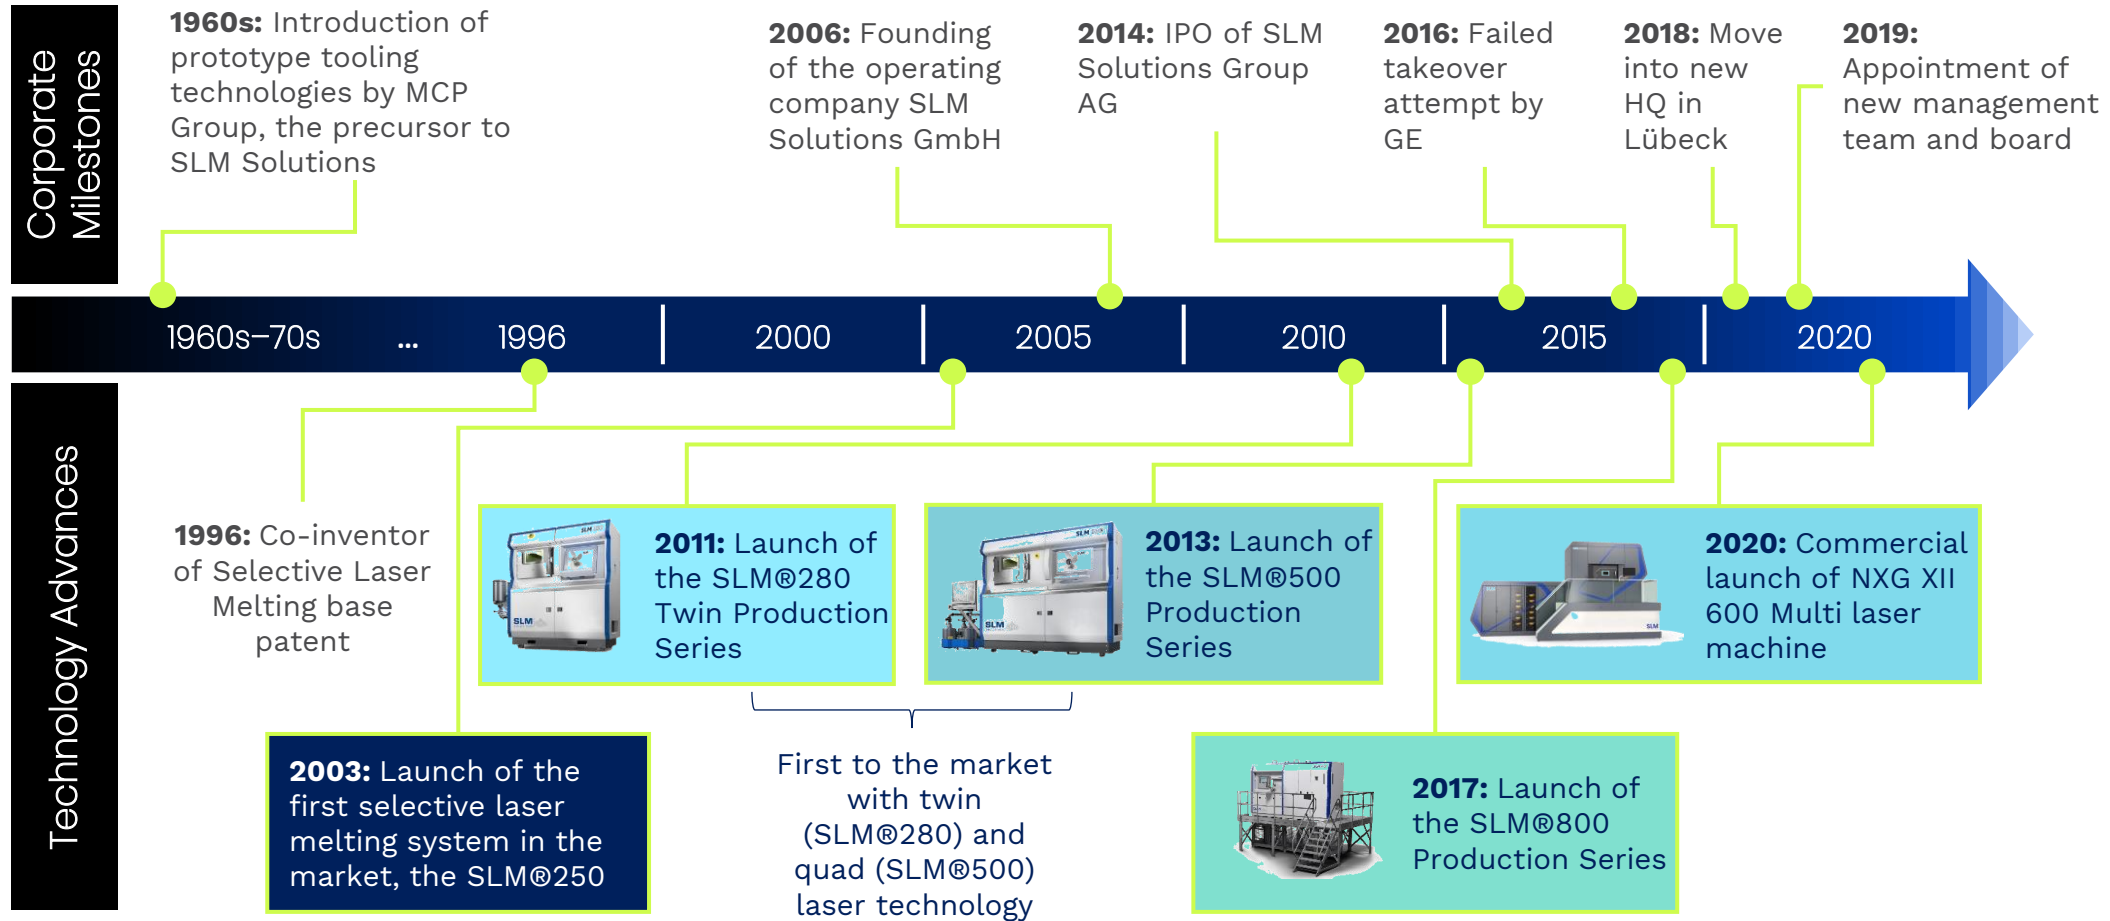 Corporate
Milestones
1960s: Introduction of
prototype tooling
technologies by MCP
Group, the precursor to
SLM Solutions
2006: Founding
of the operating
company SLM
Solutions GmbH
2014: IPO of SLM
Solutions Group
AG
2016: Failed
takeover
attempt by
GE
2018: Move
into new
HQ in
Lübeck
2019:
Appointment of
new management
team and board
1960s–70s ... 1996 2000 2005 2010 2015 2020
Technology Advances
1996: Co-inventor
of Selective Laser
Melting base
patent
2003: Launch of the
first selective laser
melting system in the
market, the SLM®250
SLM
2011: Launch of
the SLM®280
Twin Production
Series
SLM
2013: Launch of
the SLM®500
Production
Series
First to the market
with twin
(SLM®280) and
quad (SLM®500)
laser technology
2017: Launch of
the SLM®800
Production Series
SLM
2020: Commercial
launch of NXG XII
600 Multi laser
machine